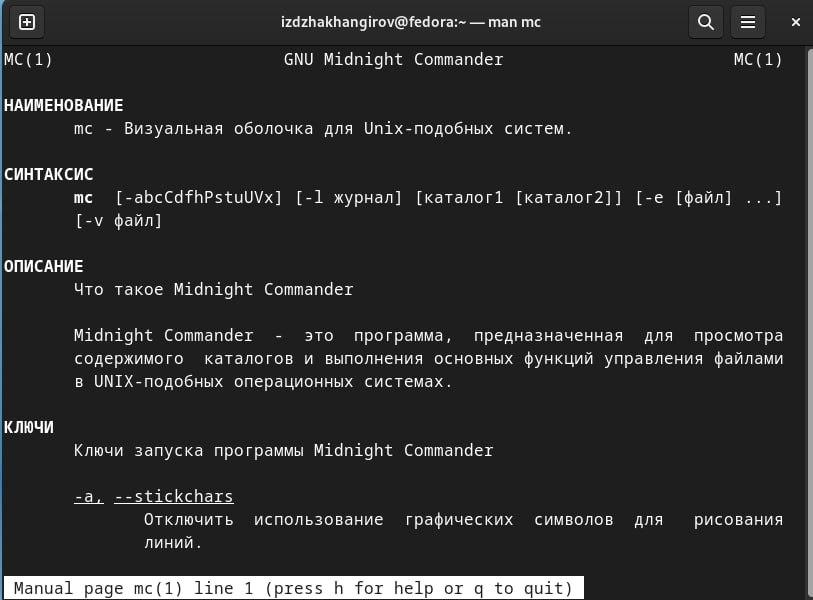 izdzhakhangirov@fedora:~ — man mc
MC(1) GNU Midnight Commander MC(1)
НАИМЕНОВАНИЕ
mc - Визуальная оболочка для Unix-подобных систем.
СИНТАКСИС
mc [-abcCdfhPstuUVx] [-l журнал] [каталог1 [каталог2]] [-e [файл] ...]
[-v файл]
ОПИСАНИЕ
Что такое Midnight Commander
Midnight Commander - это программа, предназначенная для просмотра
содержимого каталогов и выполнения основных функций управления файлами
в UNIX-подобных операционных системах.
КЛЮЧИ
Ключи запуска программы Midnight Commander
-a, --stickchars
Отключить использование графических символов для рисования
линий.
Manual page mc(1) line 1 (press h for help or q to quit)